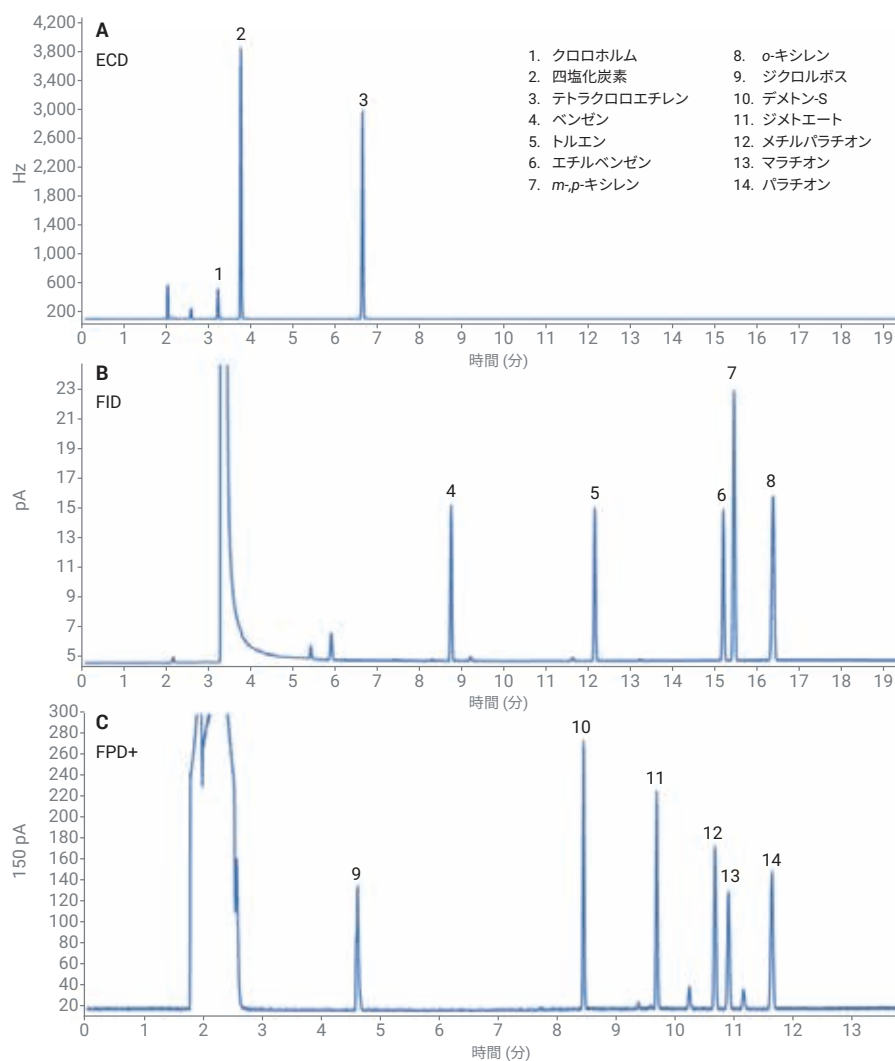 A
ECD
4,200
3,800
3,400
3,000
2,600
2,200
1,800
1,400
1,000
600
200
Hz
1
2
3
1. クロロホルム
2. 四塩化炭素
3. テトラクロロエチレン
4. ベンゼン
5. トルエン
6. エチルベンゼン
7. m-,p-キシレン
8. o-キシレン
9. ジクロルボス
10. デメトン-S
11. ジメトエート
12. メチルパラチオン
13. マラチオン
14. パラチオン
0 1 2 3 4 5 6 7 8 9 10 11 12 13 14 15 16 17 18 19
時間 (分)
B
FID
23
21
19
17
15
13
11
9
7
5
pA
4
5
6
7
8
0 1 2 3 4 5 6 7 8 9 10 11 12 13 14 15 16 17 18 19
時間 (分)
C
FPD+
300
280
260
240
220
200
180
160
140
120
100
80
60
40
20
150 pA
9
10
11
12
13
14
0 1 2 3 4 5 6 7 8 9 10 11 12 13
時間 (分)